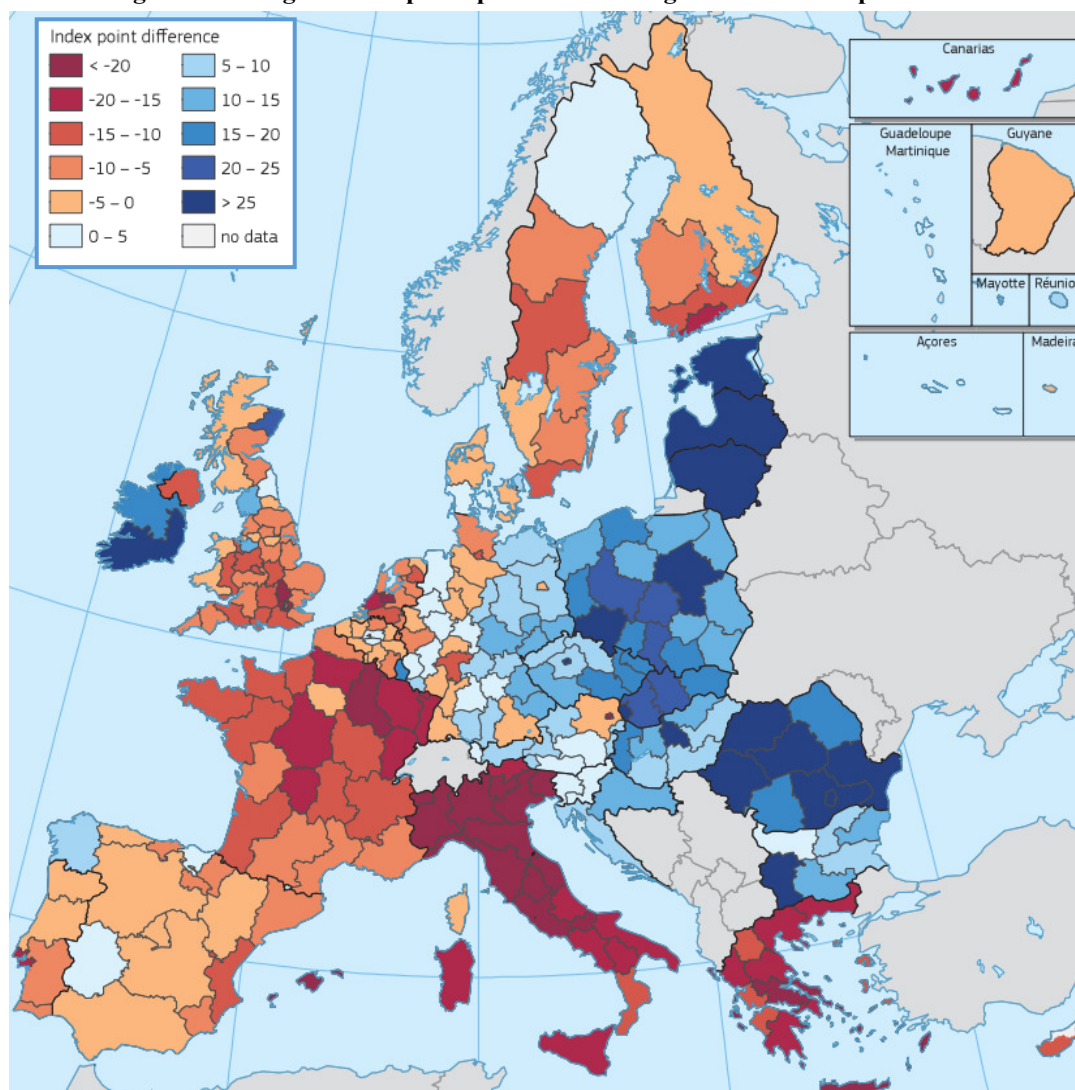 Index point difference
< -20
5 – 10
-20 – -15
10 – 15
-15 – -10
15 – 20
-10 – -5
20 – 25
-5 – 0
> 25
0 – 5
no data
Canarias
Guadeloupe
Martinique
Guyane
Mayotte
Réunion
Açores
Madeira